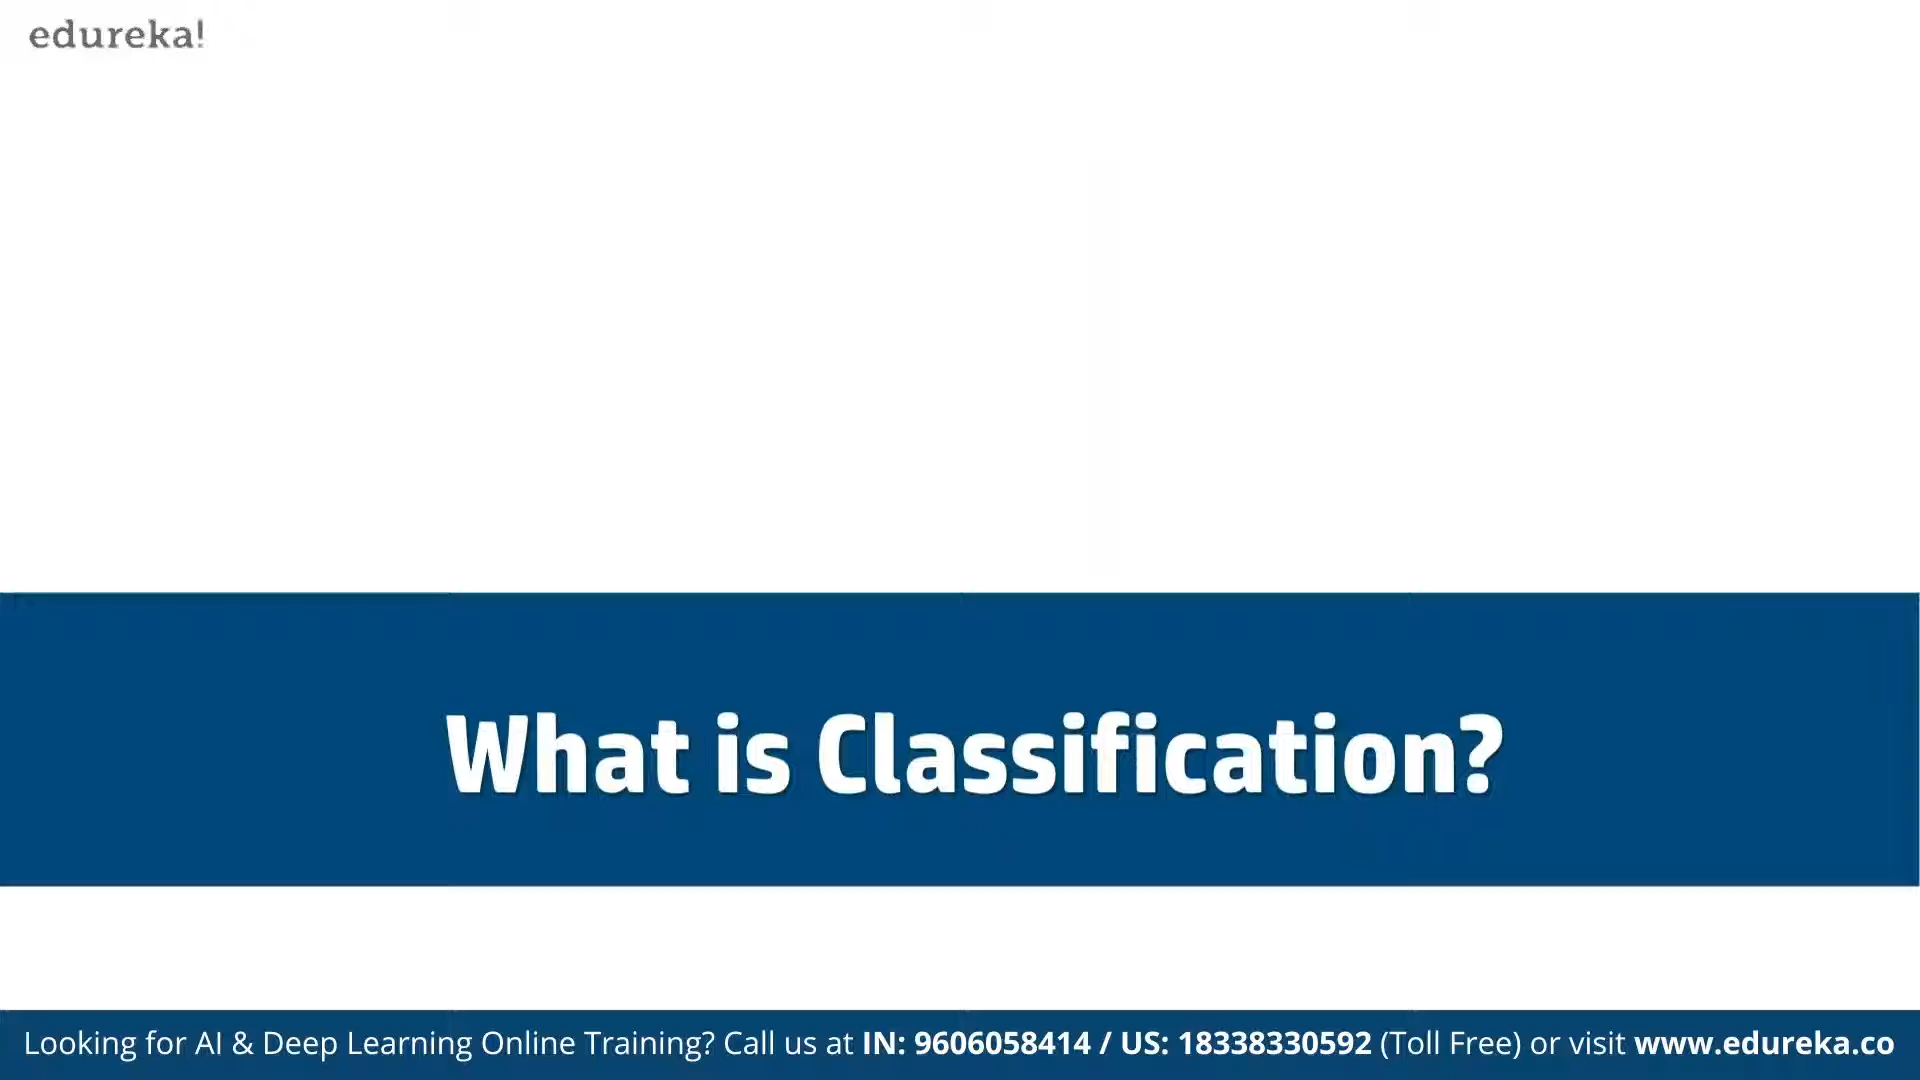 edureka!
What is Classification?
Looking for AI & Deep Learning Online Training? Call us at IN: 9606058414 / US: 18338330592 (Toll Free) or visit www.edureka.co